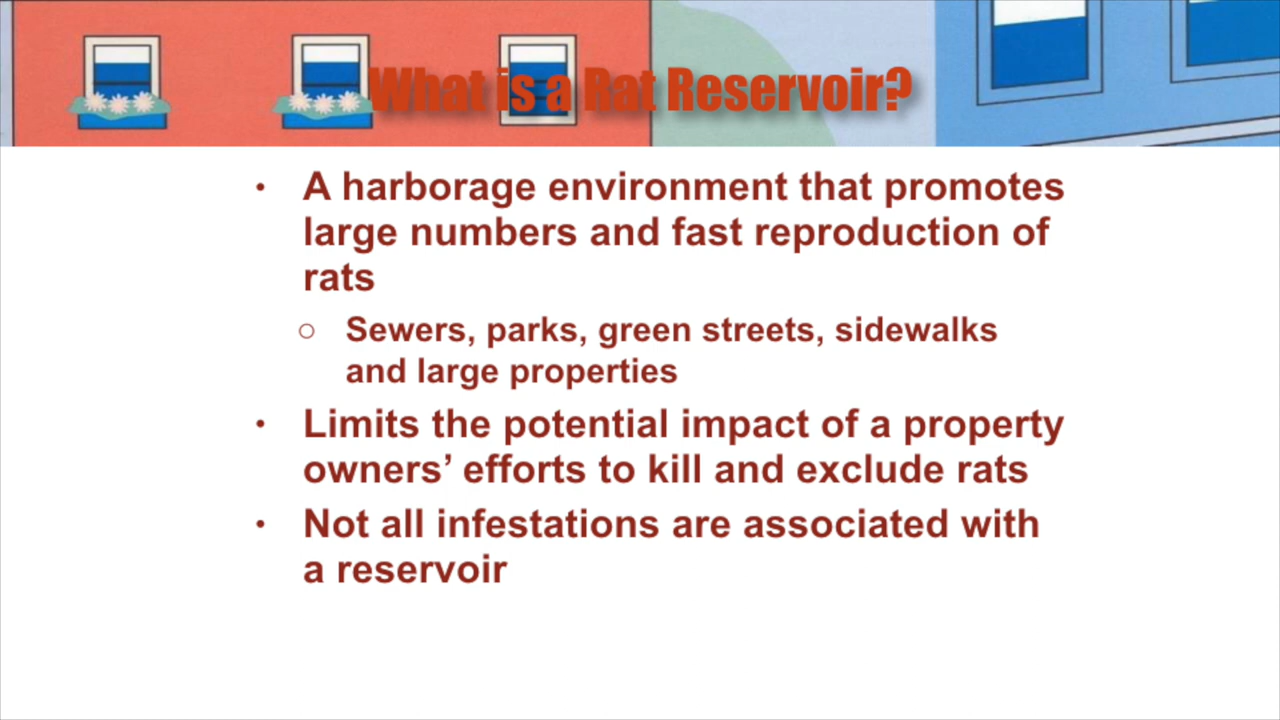 What is a Rat Reservoir?
• A harborage environment that promotes
large numbers and fast reproduction of
rats
○ Sewers, parks, green streets, sidewalks
and large properties
• Limits the potential impact of a property
owners’ efforts to kill and exclude rats
• Not all infestations are associated with
a reservoir